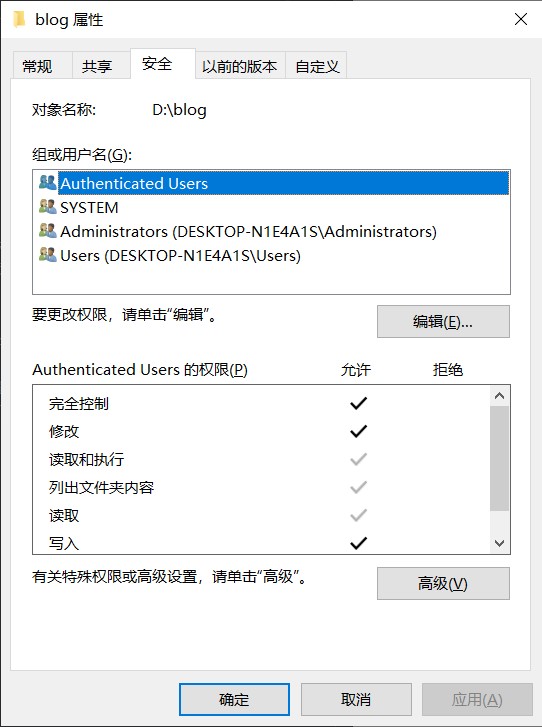 blog 属性
常规 共享 安全 以前的版本 自定义
对象名称: D:\blog
组或用户名(G):
Authenticated Users
SYSTEM
Administrators (DESKTOP-N1E4A1S\Administrators)
Users (DESKTOP-N1E4A1S\Users)
要更改权限，请单击“编辑”。
编辑(E)...
Authenticated Users 的权限(P) 允许 拒绝
完全控制
修改
读取和执行
列出文件夹内容
读取
写入
有关特殊权限或高级设置，请单击“高级”。
高级(V)
确定 取消 应用(A)